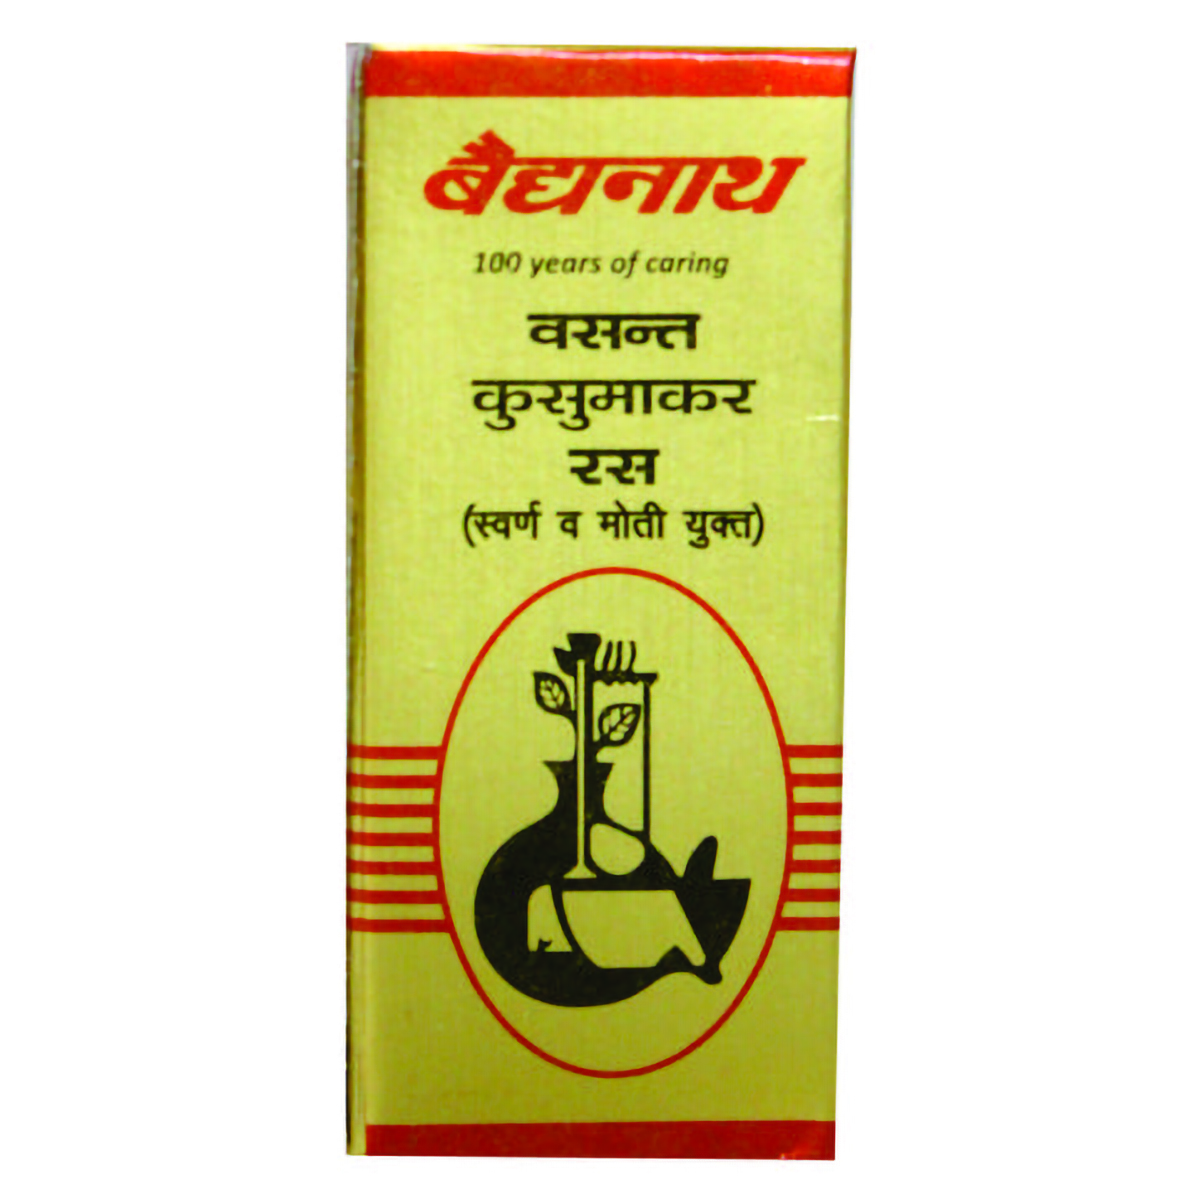 बैद्यनाथ
100 years of caring
वसन्त
कुसुमाकर
रस
(स्वर्ण व मोती युक्त)